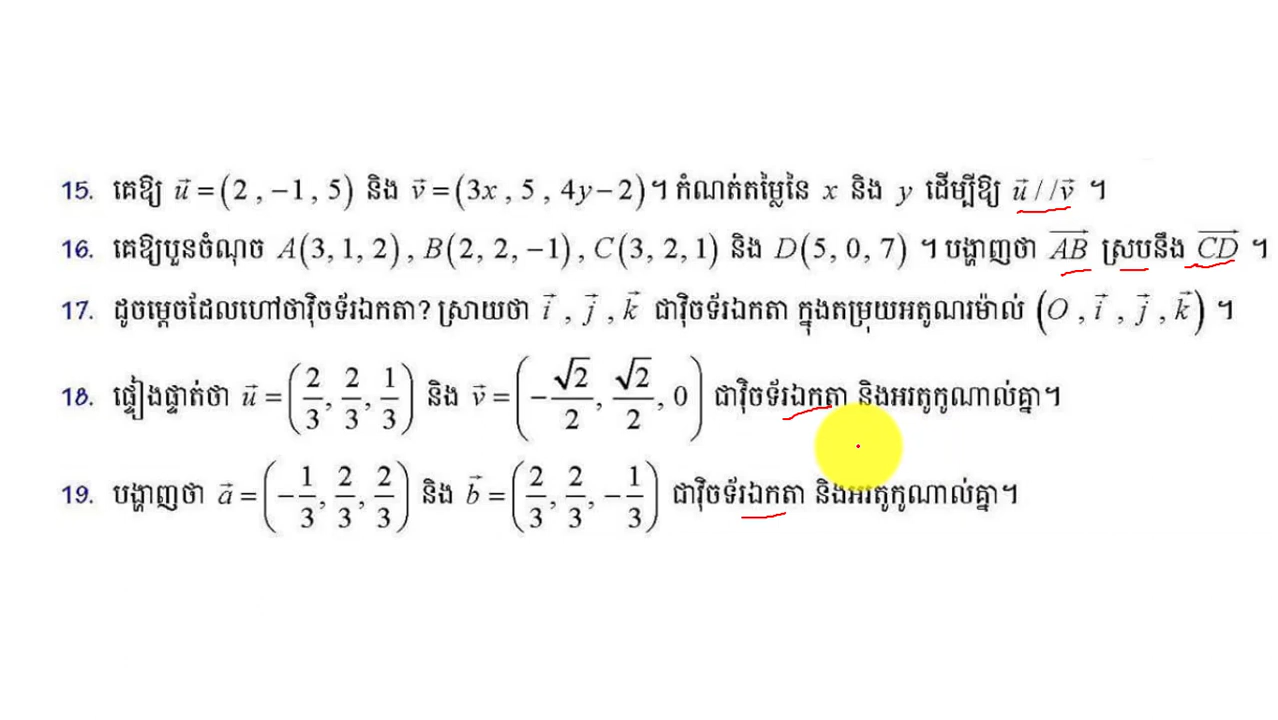 15. គេឱ្យ u⃗ = (2 , −1 , 5) និង v⃗ = (3x , 5 , 4y − 2) ។ កំណត់តម្លៃនៃ x និង y ដើម្បីឱ្យ u⃗ // v⃗ ។
16. គេឱ្យបួនចំណុច A(3, 1, 2) , B(2, 2, −1) , C(3, 2, 1) និង D(5, 0, 7) ។ បង្ហាញថា \overrightarrow{AB} ស្របនឹង \overrightarrow{CD} ។
17. ដូចម្តេចដែលហៅថាវ៉ិចទ័រឯកតា? ស្រាយថា i⃗ , j⃗ , k⃗ ជាវ៉ិចទ័រឯកតា ក្នុងតម្រុយអតូណរម៉ាល់ (O , i⃗ , j⃗ , k⃗) ។
18. ផ្ទៀងផ្ទាត់ថា u⃗ = (2/3, 2/3, 1/3) និង v⃗ = (−√2/2, √2/2, 0) ជាវ៉ិចទ័រឯកតា និងអរតូកូណាល់គ្នា។
19. បង្ហាញថា a⃗ = (−1/3, 2/3, 2/3) និង b⃗ = (2/3, 2/3, −1/3) ជាវ៉ិចទ័រឯកតា និងអរតូកូណាល់គ្នា។